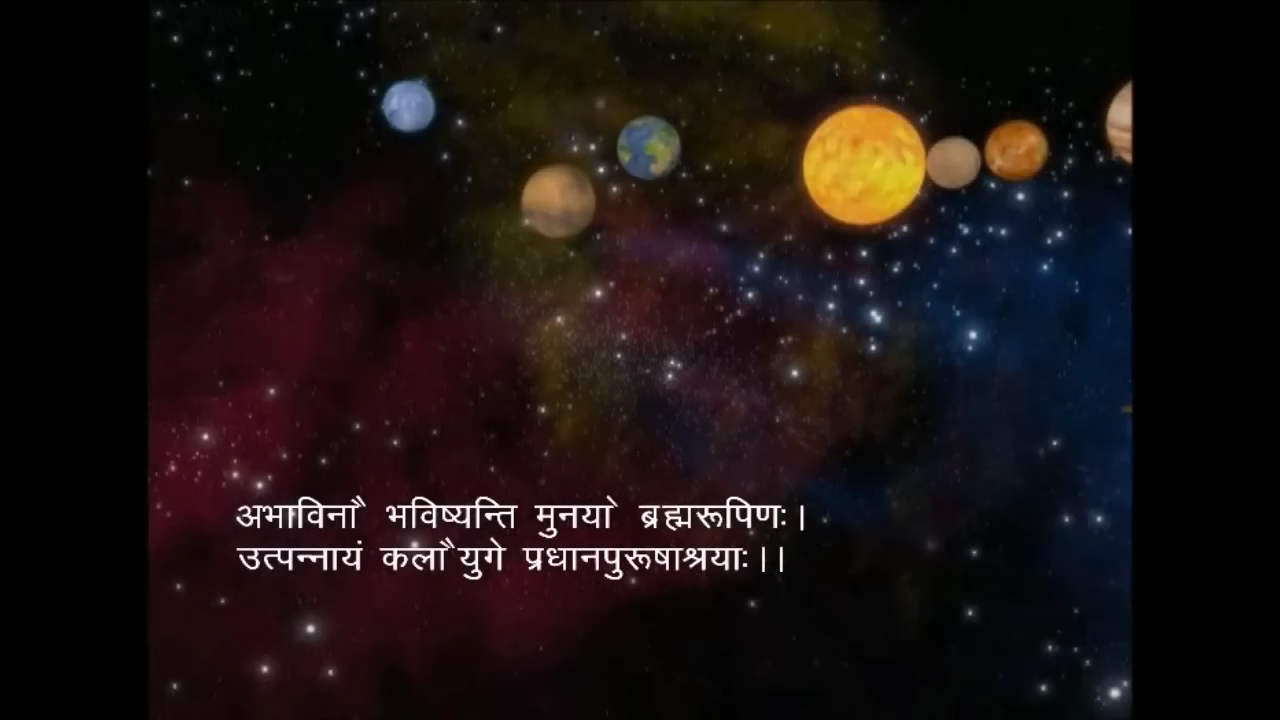 अभाविनौ भविष्यन्ति मुनयो ब्रह्मरूपिणः।
उत्पन्नायं कलौयुगे प्रधानपुरूषाश्रयाः।।